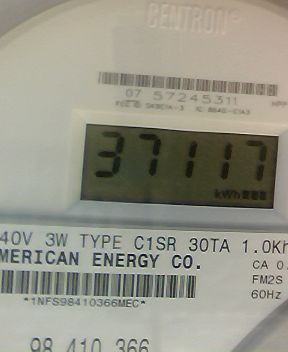 CENTRON®
07 57245311
37117
kWh
40V 3W TYPE C1SR 30TA 1.0Kh
MERICAN ENERGY CO.
CA 0.
FM2S
*1NFS98410366MEC*
60Hz
98 410 366